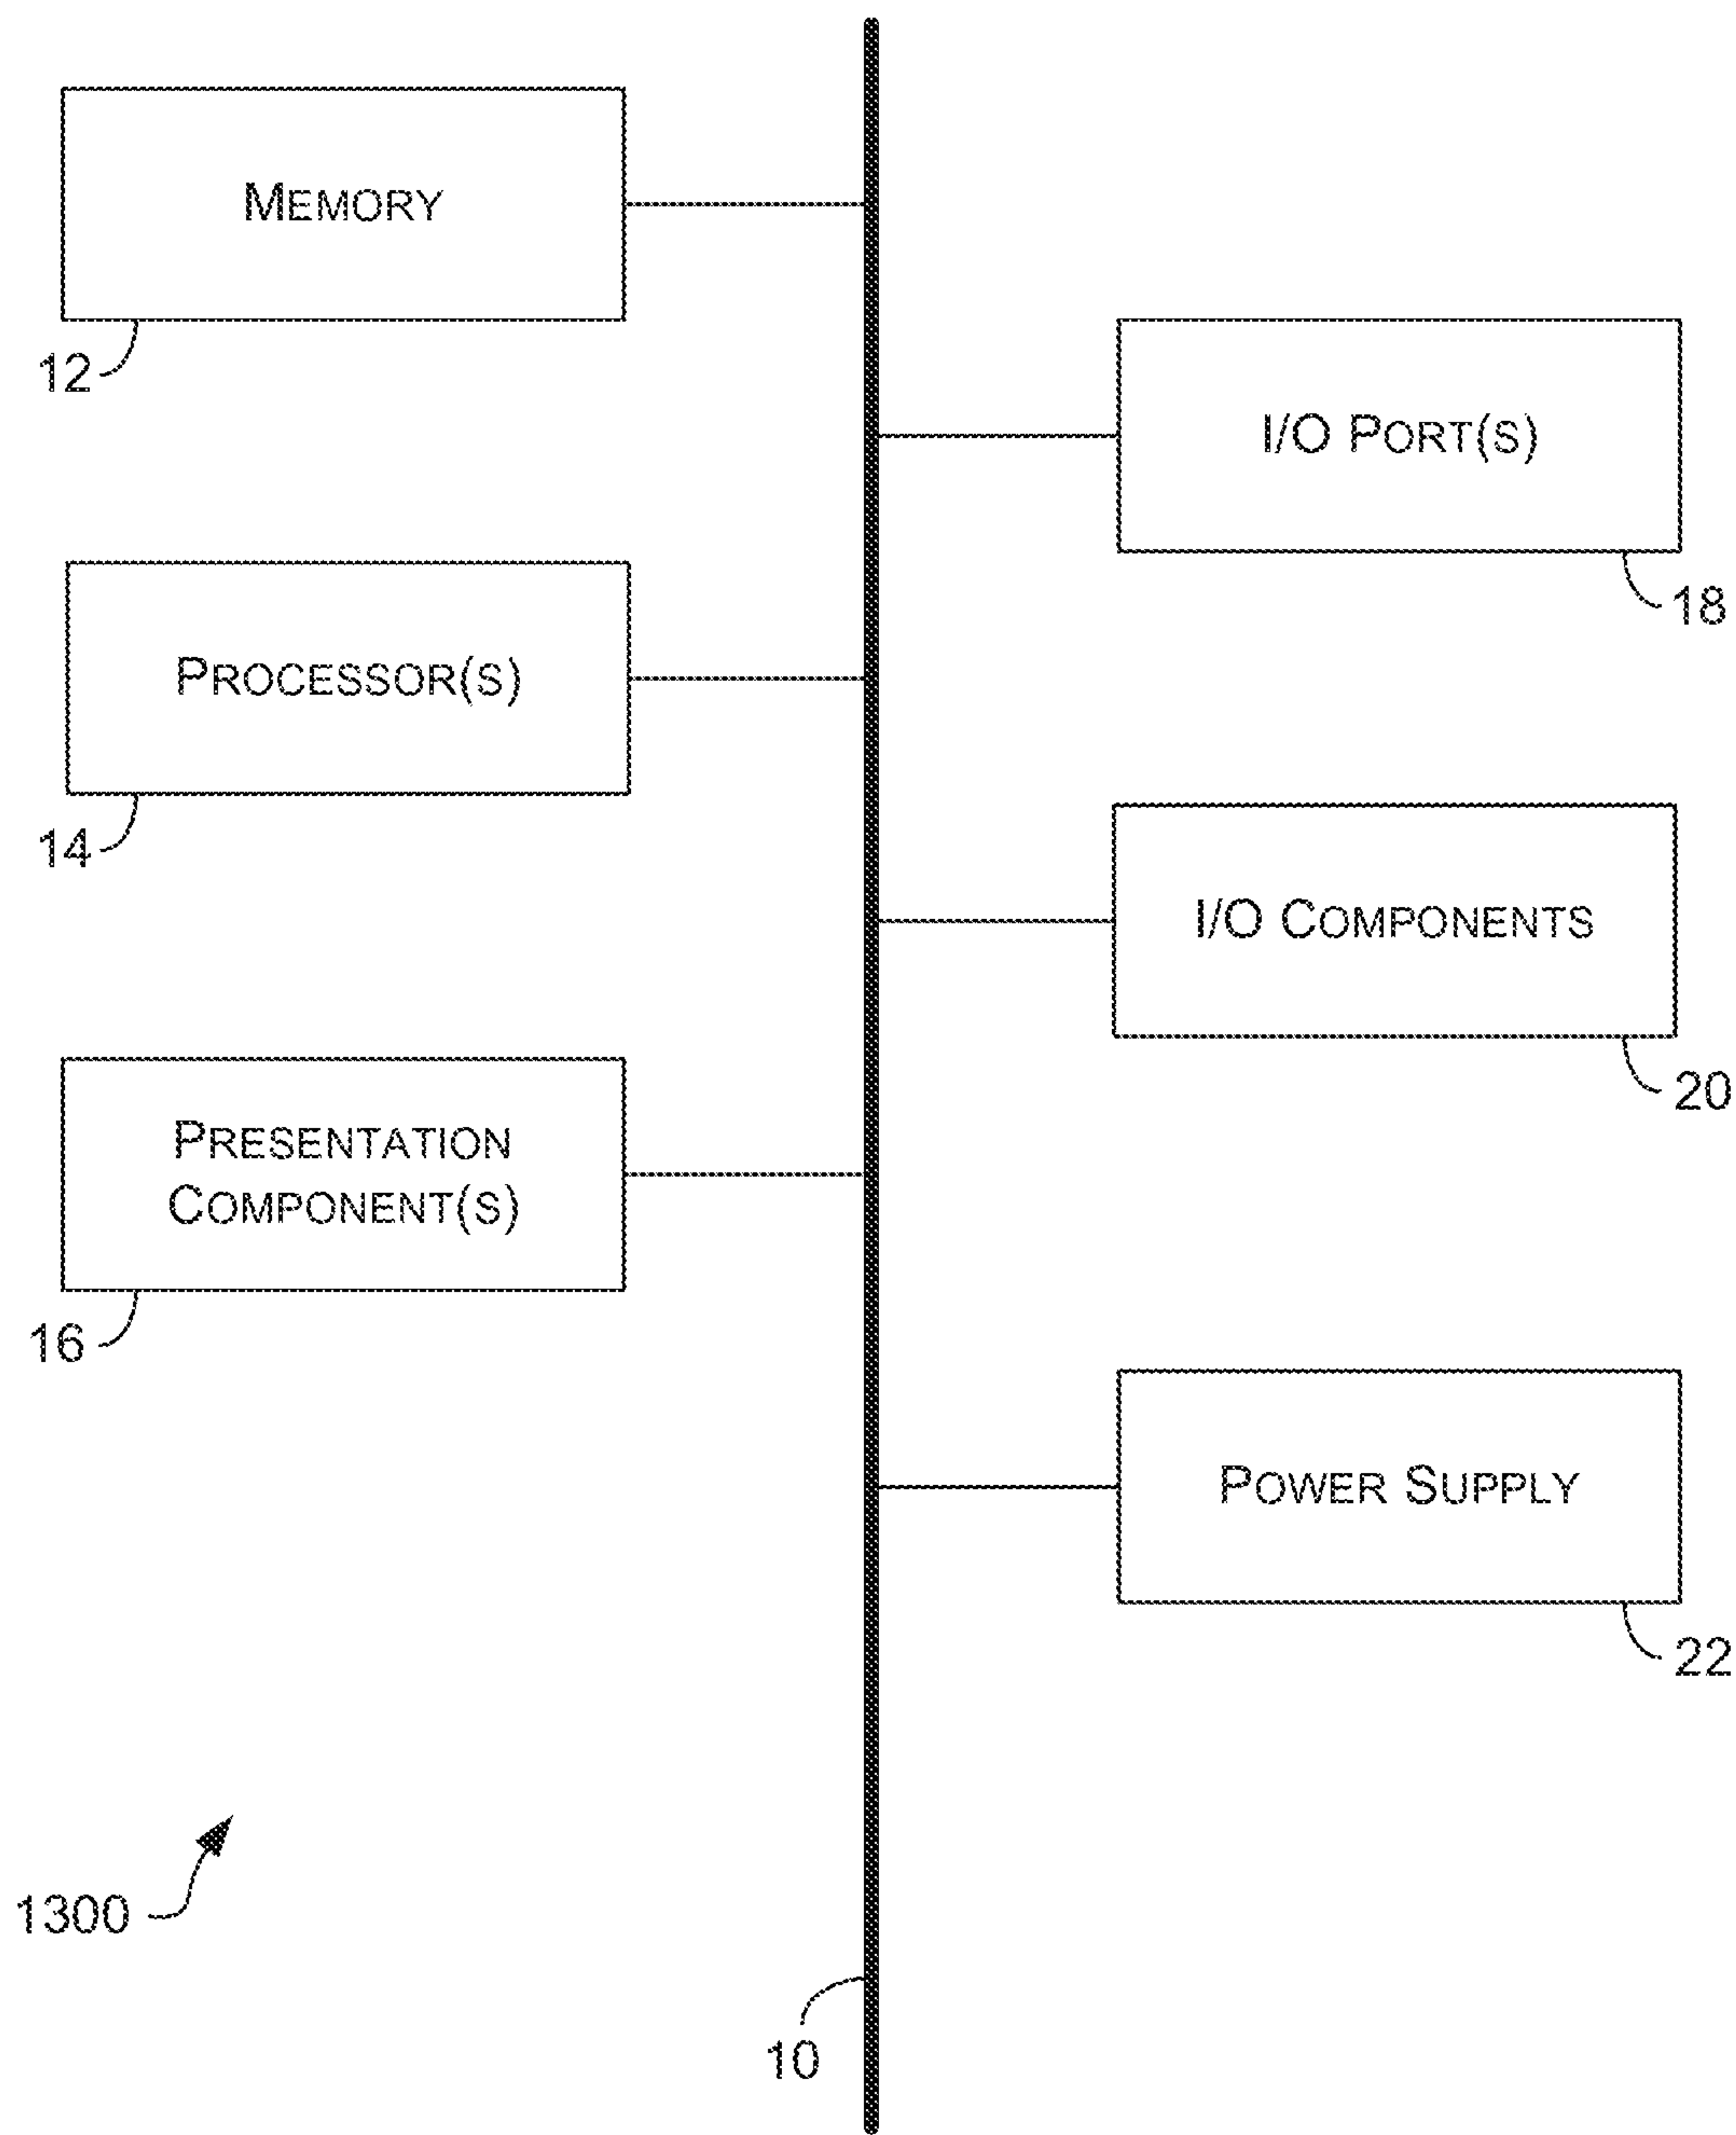 MEMORY
12
I/O PORT(S)
18
PROCESSOR(S)
14
I/O COMPONENTS
20
PRESENTATION
COMPONENT(S)
16
POWER SUPPLY
22
1300
10